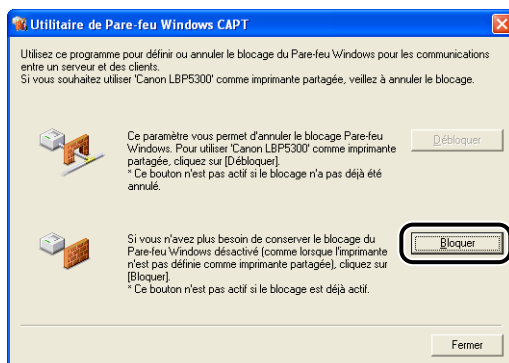 Utilitaire de Pare-feu Windows CAPT
Utilisez ce programme pour définir ou annuler le blocage du Pare-feu Windows pour les communications
entre un serveur et des clients.
Si vous souhaitez utiliser 'Canon LBP5300' comme imprimante partagée, veillez à annuler le blocage.
Ce paramètre vous permet d'annuler le blocage Pare-feu
Windows. Pour utiliser 'Canon LBP5300' comme imprimante
partagée, cliquez sur [Débloquer].
* Ce bouton n'est pas actif si le blocage n'a pas déjà été
annulé.
Débloquer
Si vous n'avez plus besoin de conserver le blocage du
Pare-feu Windows désactivé (comme lorsque l'imprimante
n'est pas définie comme imprimante partagée), cliquez sur
[Bloquer].
* Ce bouton n'est pas actif si le blocage est déjà actif.
Bloquer
Fermer